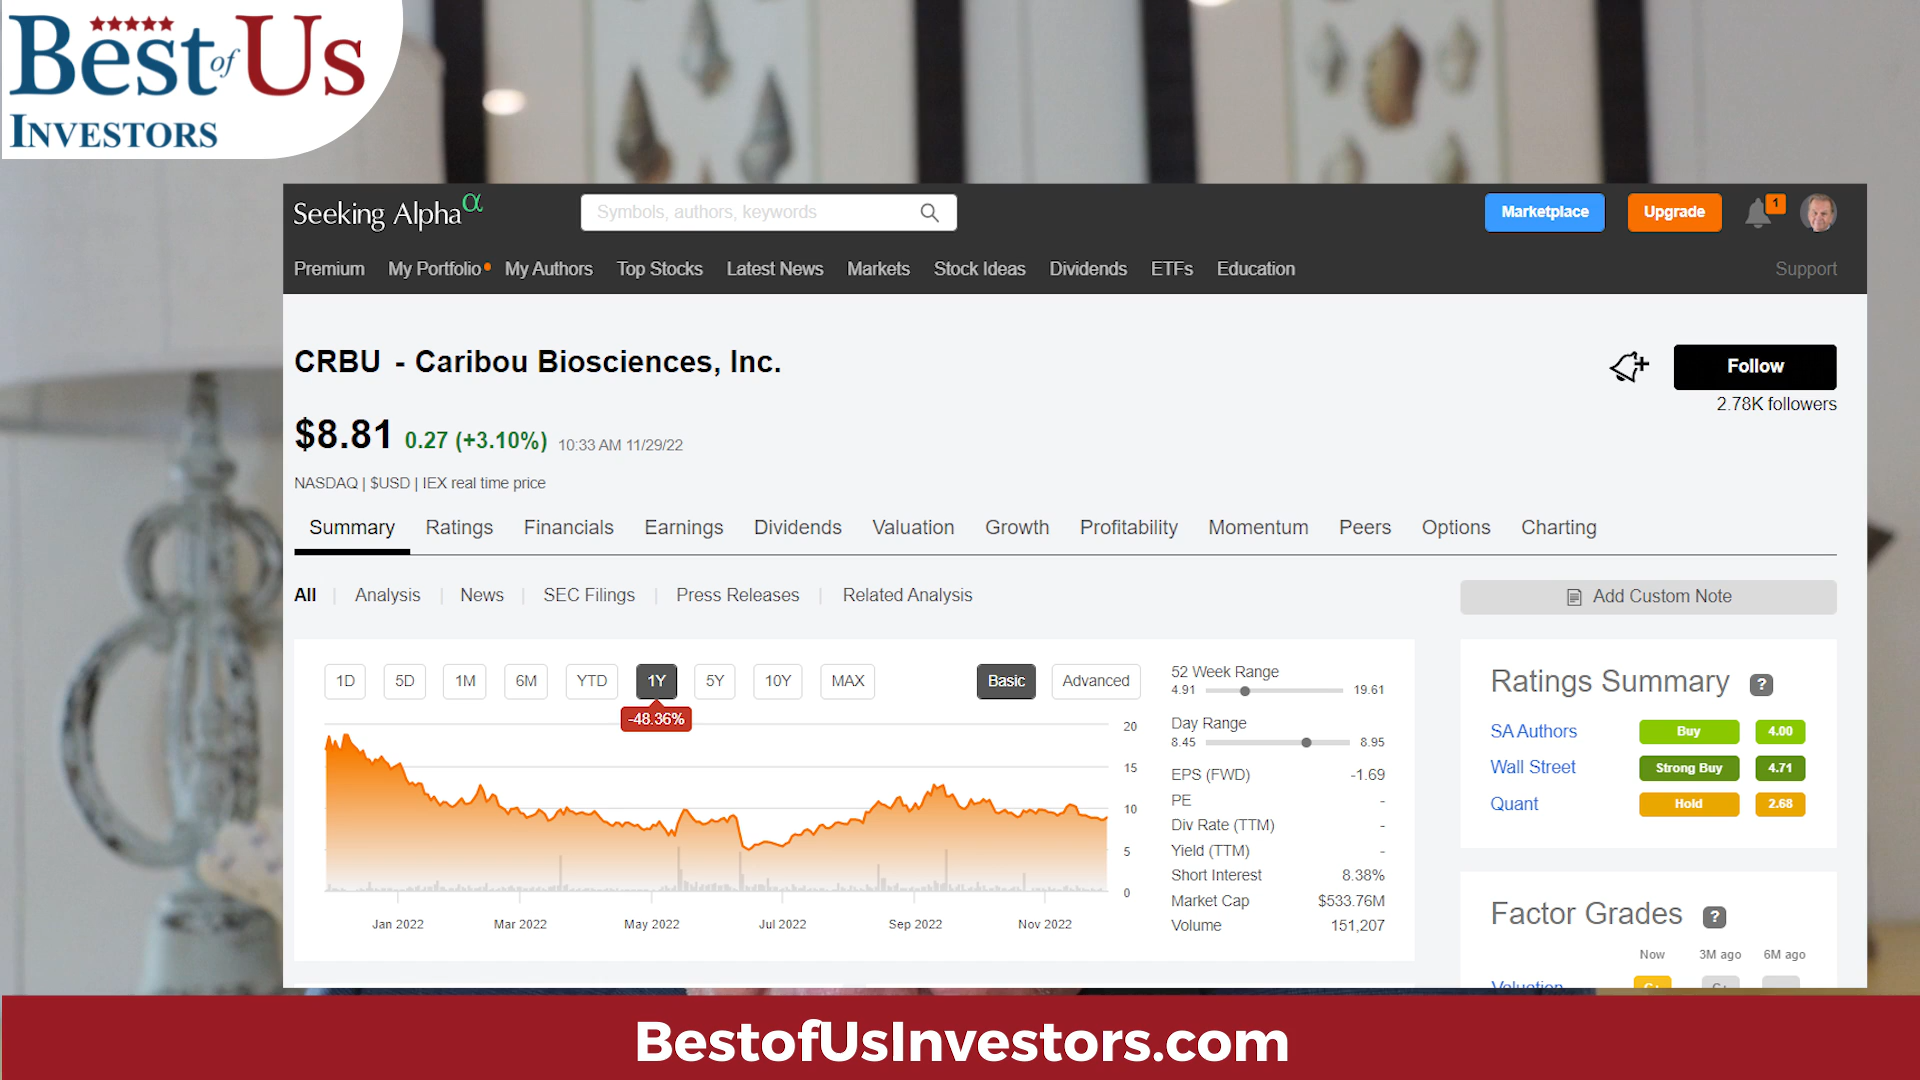 Best of Us
INVESTORS
Seeking Alpha α
Symbols, authors, keywords
Marketplace
Upgrade
1
Premium My Portfolio My Authors Top Stocks Latest News Markets Stock Ideas Dividends ETFs Education Support
CRBU - Caribou Biosciences, Inc.
Follow
2.78K followers
$8.81 0.27 (+3.10%) 10:33 AM 11/29/22
NASDAQ | $USD | IEX real time price
Summary Ratings Financials Earnings Dividends Valuation Growth Profitability Momentum Peers Options Charting
All | Analysis | News | SEC Filings | Press Releases | Related Analysis
Add Custom Note
1D 5D 1M 6M YTD 1Y 5Y 10Y MAX
-48.36%
Basic Advanced
20
15
10
5
0
Jan 2022 Mar 2022 May 2022 Jul 2022 Sep 2022 Nov 2022
52 Week Range
4.91 19.61
Day Range
8.45 8.95
EPS (FWD) -1.69
PE -
Div Rate (TTM) -
Yield (TTM) -
Short Interest 8.38%
Market Cap $533.76M
Volume 151,207
Ratings Summary ?
SA Authors Buy 4.00
Wall Street Strong Buy 4.71
Quant Hold 2.68
Factor Grades ?
Now 3M ago 6M ago
Valuation
BestofUsInvestors.com